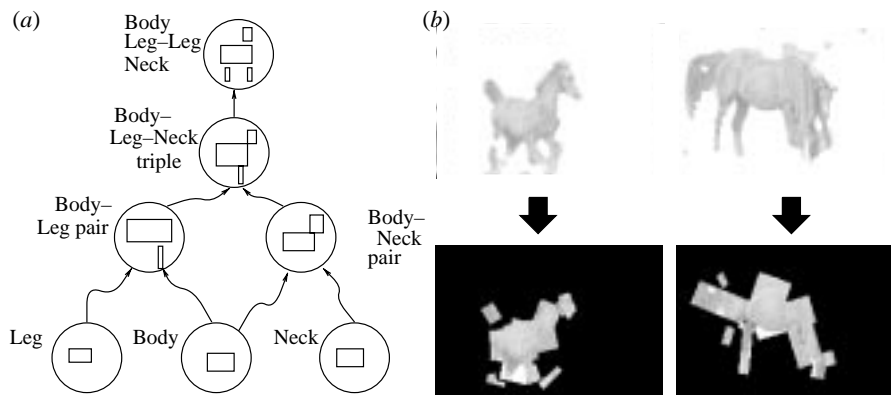 (a)
Body
Leg–Leg
Neck
Body–
Leg–Neck
triple
Body–
Leg pair
Body–
Neck
pair
Leg
Body
Neck
(b)